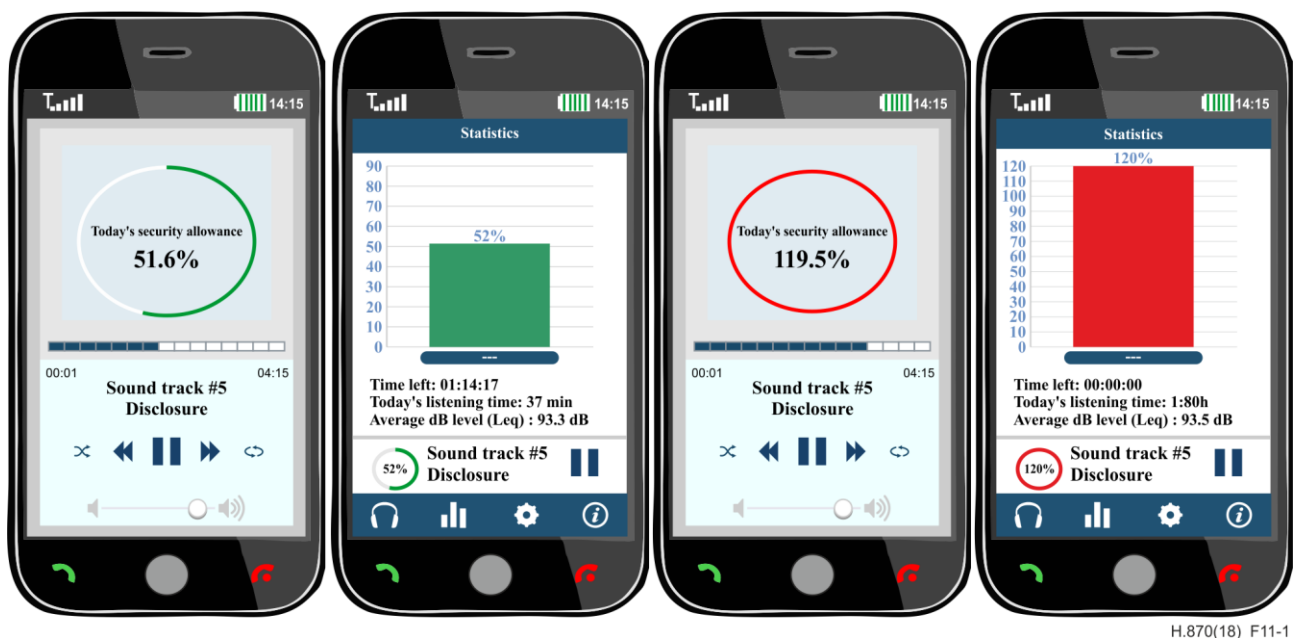 14:15
Today's security allowance
51.6%
00:01
04:15
Sound track #5
Disclosure
14:15
Statistics
90
80
70
60
50
40
30
20
10
0
52%
---
Time left: 01:14:17
Today's listening time: 37 min
Average dB level (Leq) : 93.3 dB
52%
Sound track #5
Disclosure
14:15
Today's security allowance
119.5%
00:01
04:15
Sound track #5
Disclosure
14:15
Statistics
120%
120
110
100
90
80
70
60
50
40
30
20
10
0
---
Time left: 00:00:00
Today's listening time: 1:80h
Average dB level (Leq) : 93.5 dB
120%
Sound track #5
Disclosure
H.870(18)_F11-1